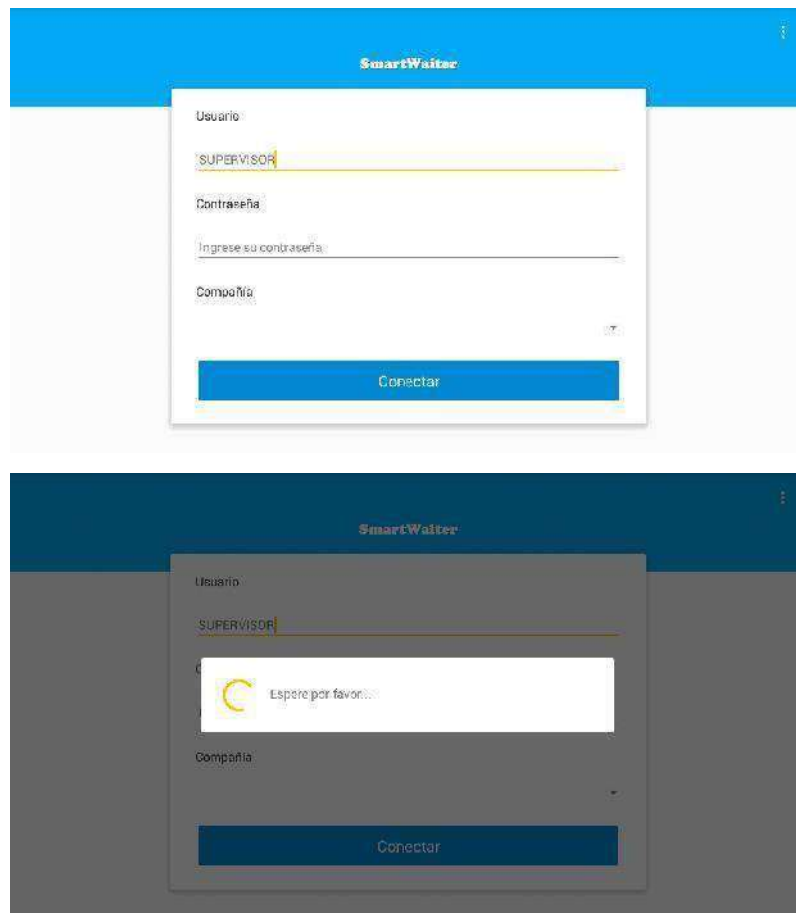 SmartWaiter
Usuario
SUPERVISOR
Contraseña
Ingrese su contraseña
Compañía
Conectar
SmartWaiter
Usuario
SUPERVISOR
Espere por favor...
Compañía
Conectar